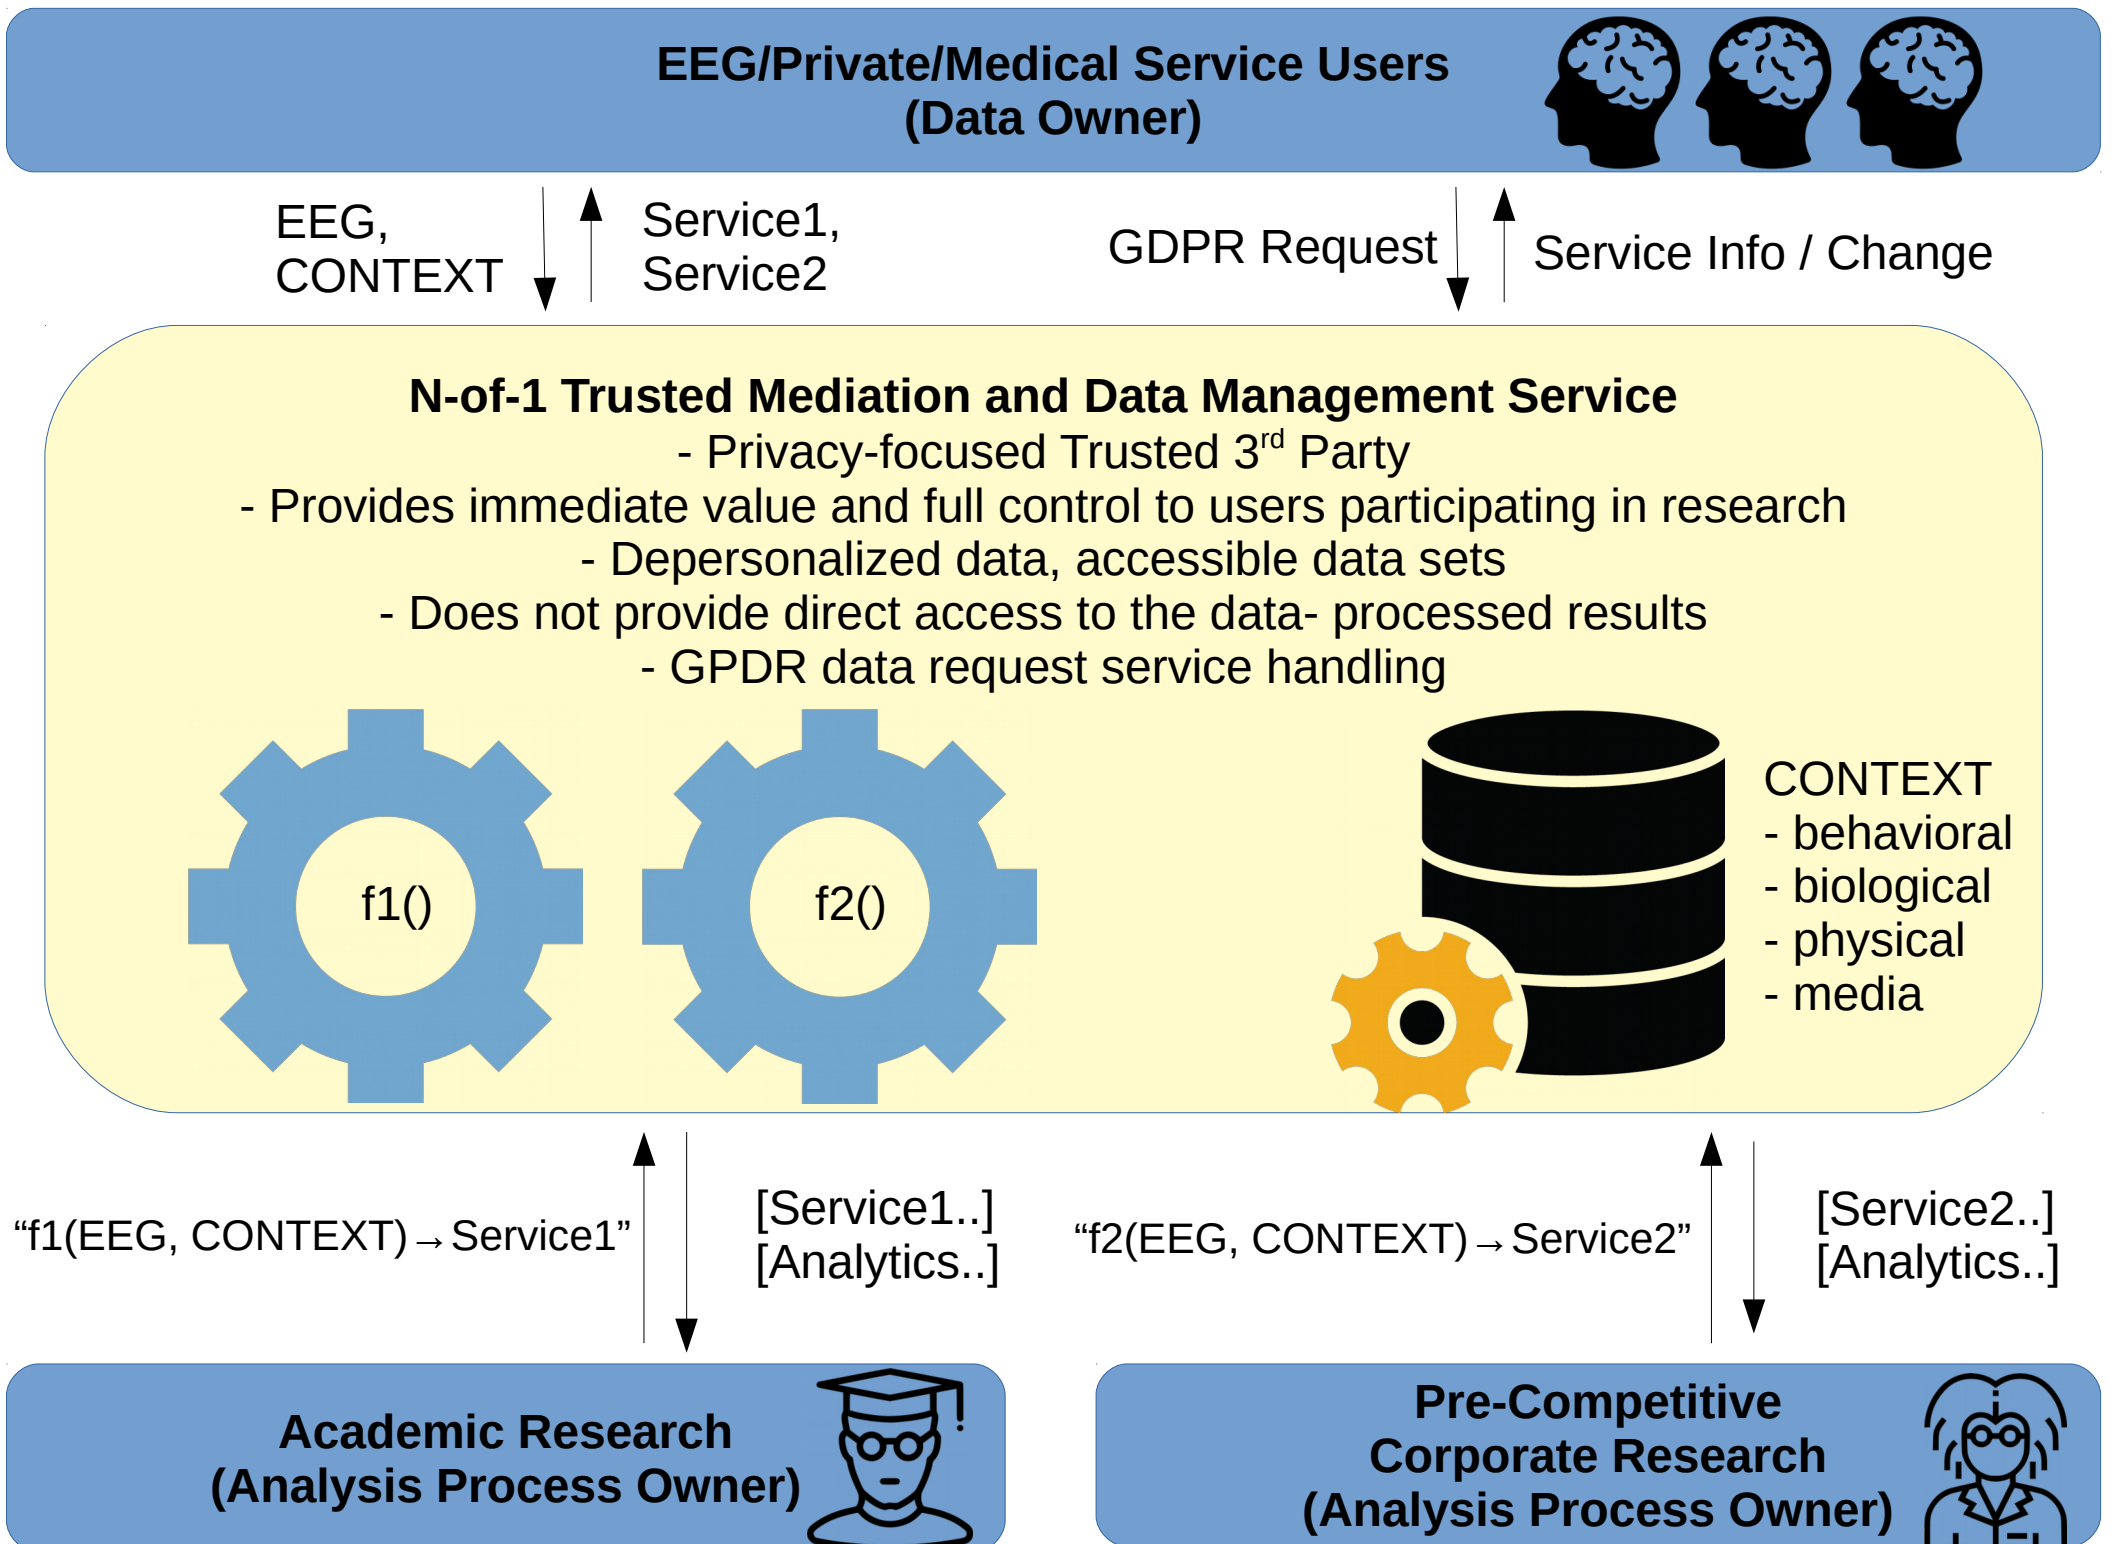 EEG/Private/Medical Service Users
(Data Owner)
EEG,
CONTEXT
Service1,
Service2
GDPR Request
Service Info / Change
N-of-1 Trusted Mediation and Data Management Service
- Privacy-focused Trusted 3rd Party
- Provides immediate value and full control to users participating in research
- Depersonalized data, accessible data sets
- Does not provide direct access to the data- processed results
- GPDR data request service handling
f1()
f2()
CONTEXT
- behavioral
- biological
- physical
- media
“f1(EEG, CONTEXT)→Service1”
[Service1..]
[Analytics..]
“f2(EEG, CONTEXT)→Service2”
[Service2..]
[Analytics..]
Academic Research
(Analysis Process Owner)
Pre-Competitive
Corporate Research
(Analysis Process Owner)